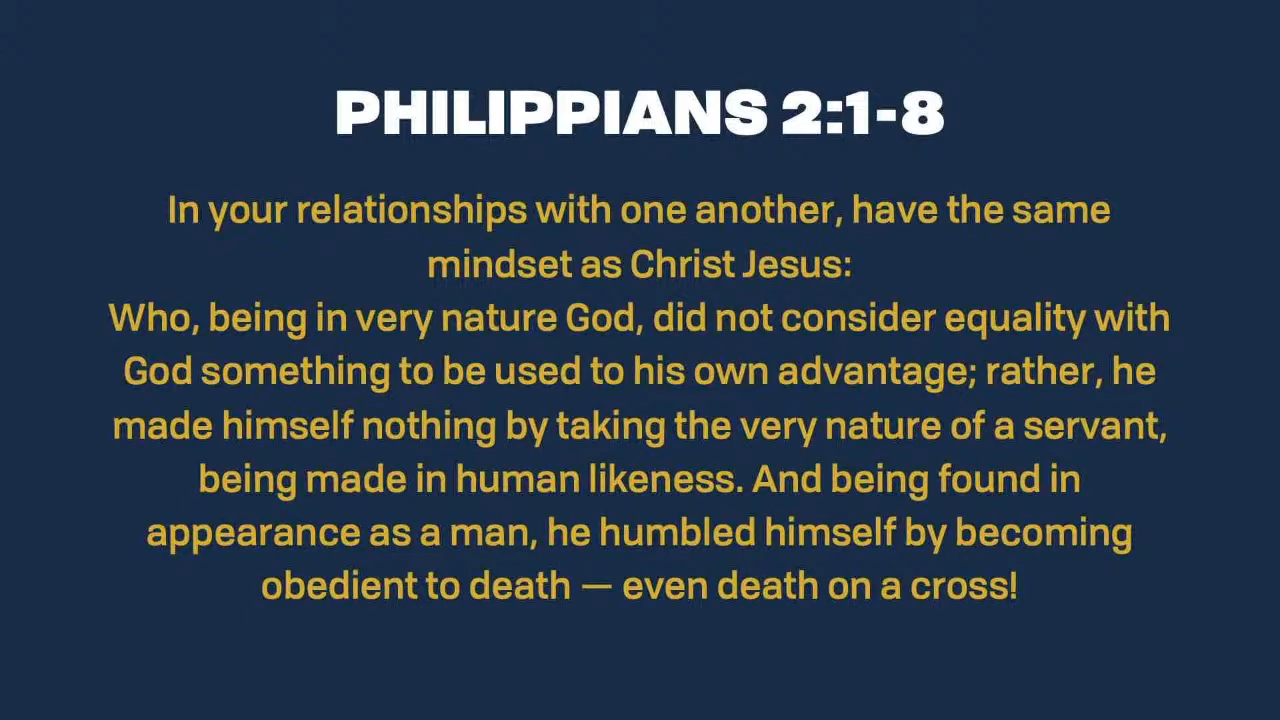 PHILIPPIANS 2:1-8
In your relationships with one another, have the same
mindset as Christ Jesus:
Who, being in very nature God, did not consider equality with
God something to be used to his own advantage; rather, he
made himself nothing by taking the very nature of a servant,
being made in human likeness. And being found in
appearance as a man, he humbled himself by becoming
obedient to death — even death on a cross!